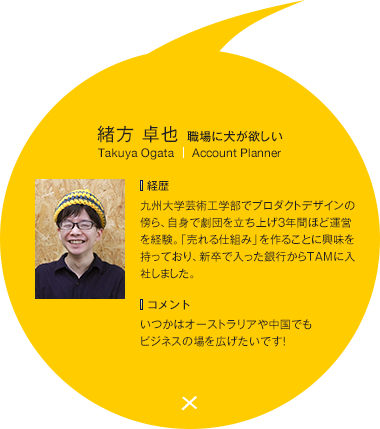 緒方 卓也 職場に犬が欲しい
Takuya Ogata | Account Planner
経歴
九州大学芸術工学部でプロダクトデザインの
傍ら、自身で劇団を立ち上げ3年間ほど運営
を経験。「売れる仕組み」を作ることに興味を
持っており、新卒で入った銀行からTAMに入
社しました。
コメント
いつかはオーストラリアや中国でも
ビジネスの場を広げたいです!